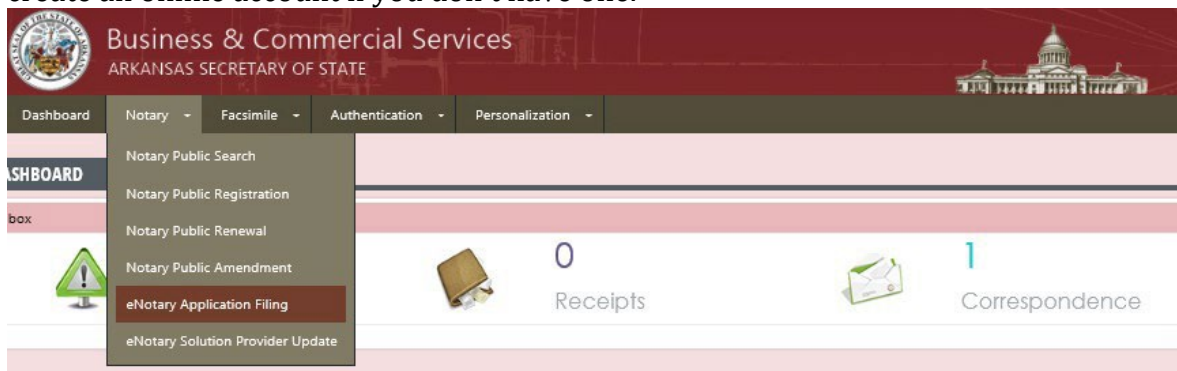 Business & Commercial Services
ARKANSAS SECRETARY OF STATE
Dashboard Notary Facsimile Authentication Personalization
Notary Public Search
ASHBOARD
Notary Public Registration
box
Notary Public Renewal
Notary Public Amendment
0
1
Receipts
Correspondence
eNotary Application Filing
eNotary Solution Provider Update